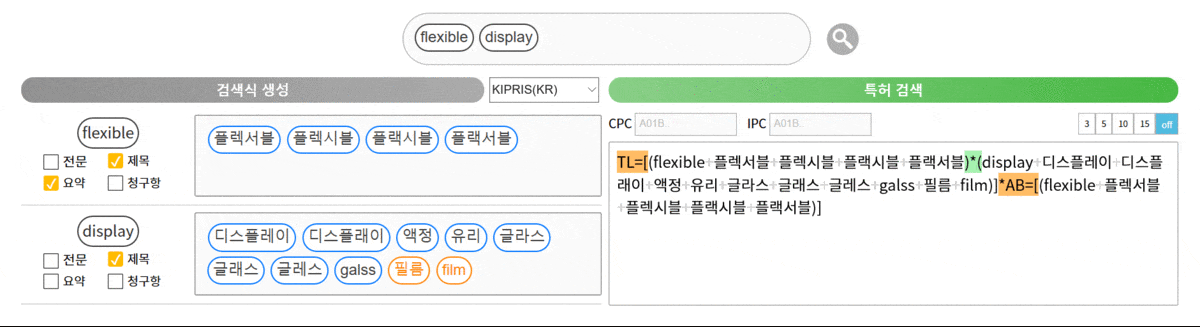 flexible display
검색식 생성 KIPRIS(KR) 특허 검색
flexible
전문 제목
요약 청구항
플렉서블 플렉시블 플랙시블 플랙서블
display
전문 제목
요약 청구항
디스플레이 디스플래이 액정 유리 글라스
글래스 글레스 galss 필름 film
CPC A01B.. IPC A01B.. 3 5 10 15 off
TL=[(flexible+플렉서블+플렉시블+플랙시블+플랙서블)*(display+디스플레이+디스플
래이+액정+유리+글라스+글래스+글레스+galss+필름+film)]*AB=[(flexible+플렉서블
+플렉시블+플랙시블+플랙서블)]